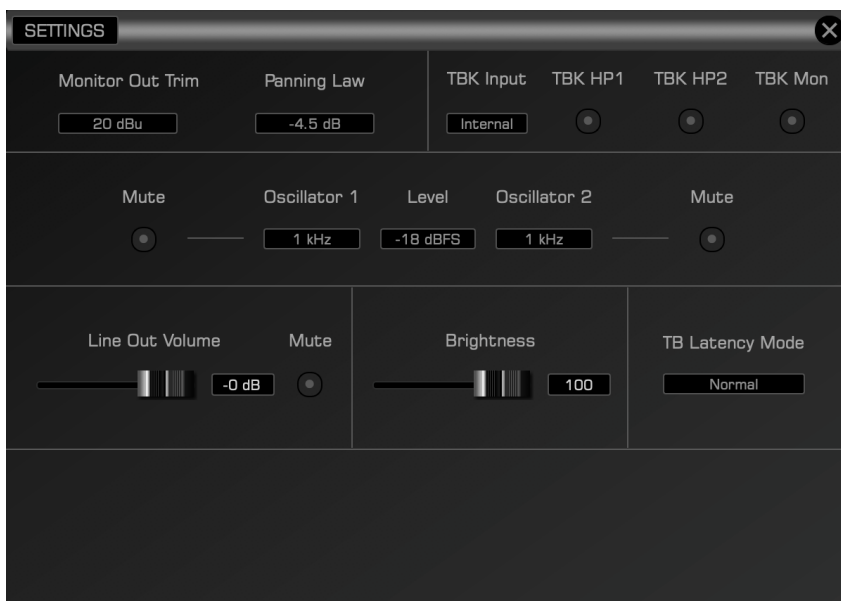 SETTINGS
Monitor Out Trim Panning Law TBK Input TBK HP1 TBK HP2 TBK Mon
20 dBu -4.5 dB Internal
Mute Oscillator 1 Level Oscillator 2 Mute
1 kHz -18 dBFS 1 kHz
Line Out Volume Mute Brightness TB Latency Mode
-0 dB 100 Normal